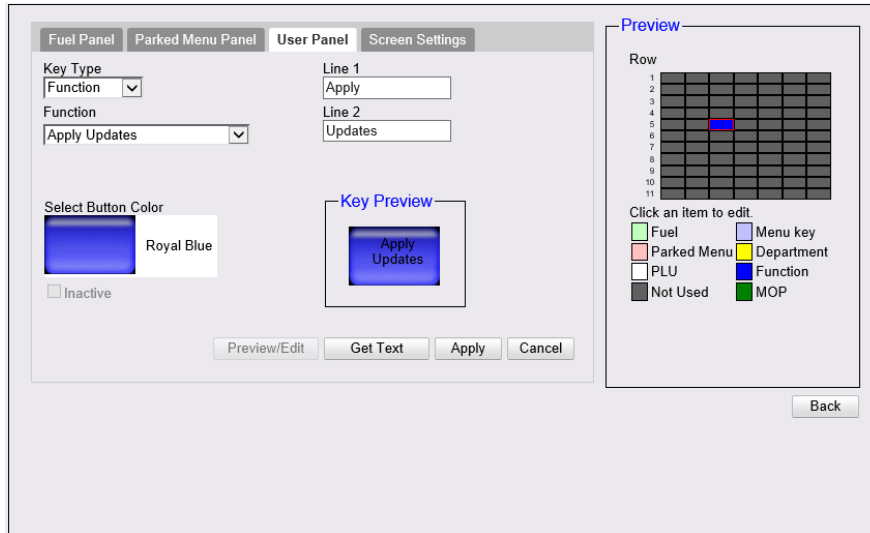 Fuel Panel Parked Menu Panel User Panel Screen Settings
Key Type
Function
Line 1
Apply
Function
Apply Updates
Line 2
Updates
Select Button Color
Royal Blue
Inactive
Key Preview
Apply
Updates
Preview/Edit Get Text Apply Cancel
Preview
Row
1
2
3
4
5
6
7
8
9
10
11
Click an item to edit.
Fuel Menu key
Parked Menu Department
PLU Function
Not Used MOP
Back